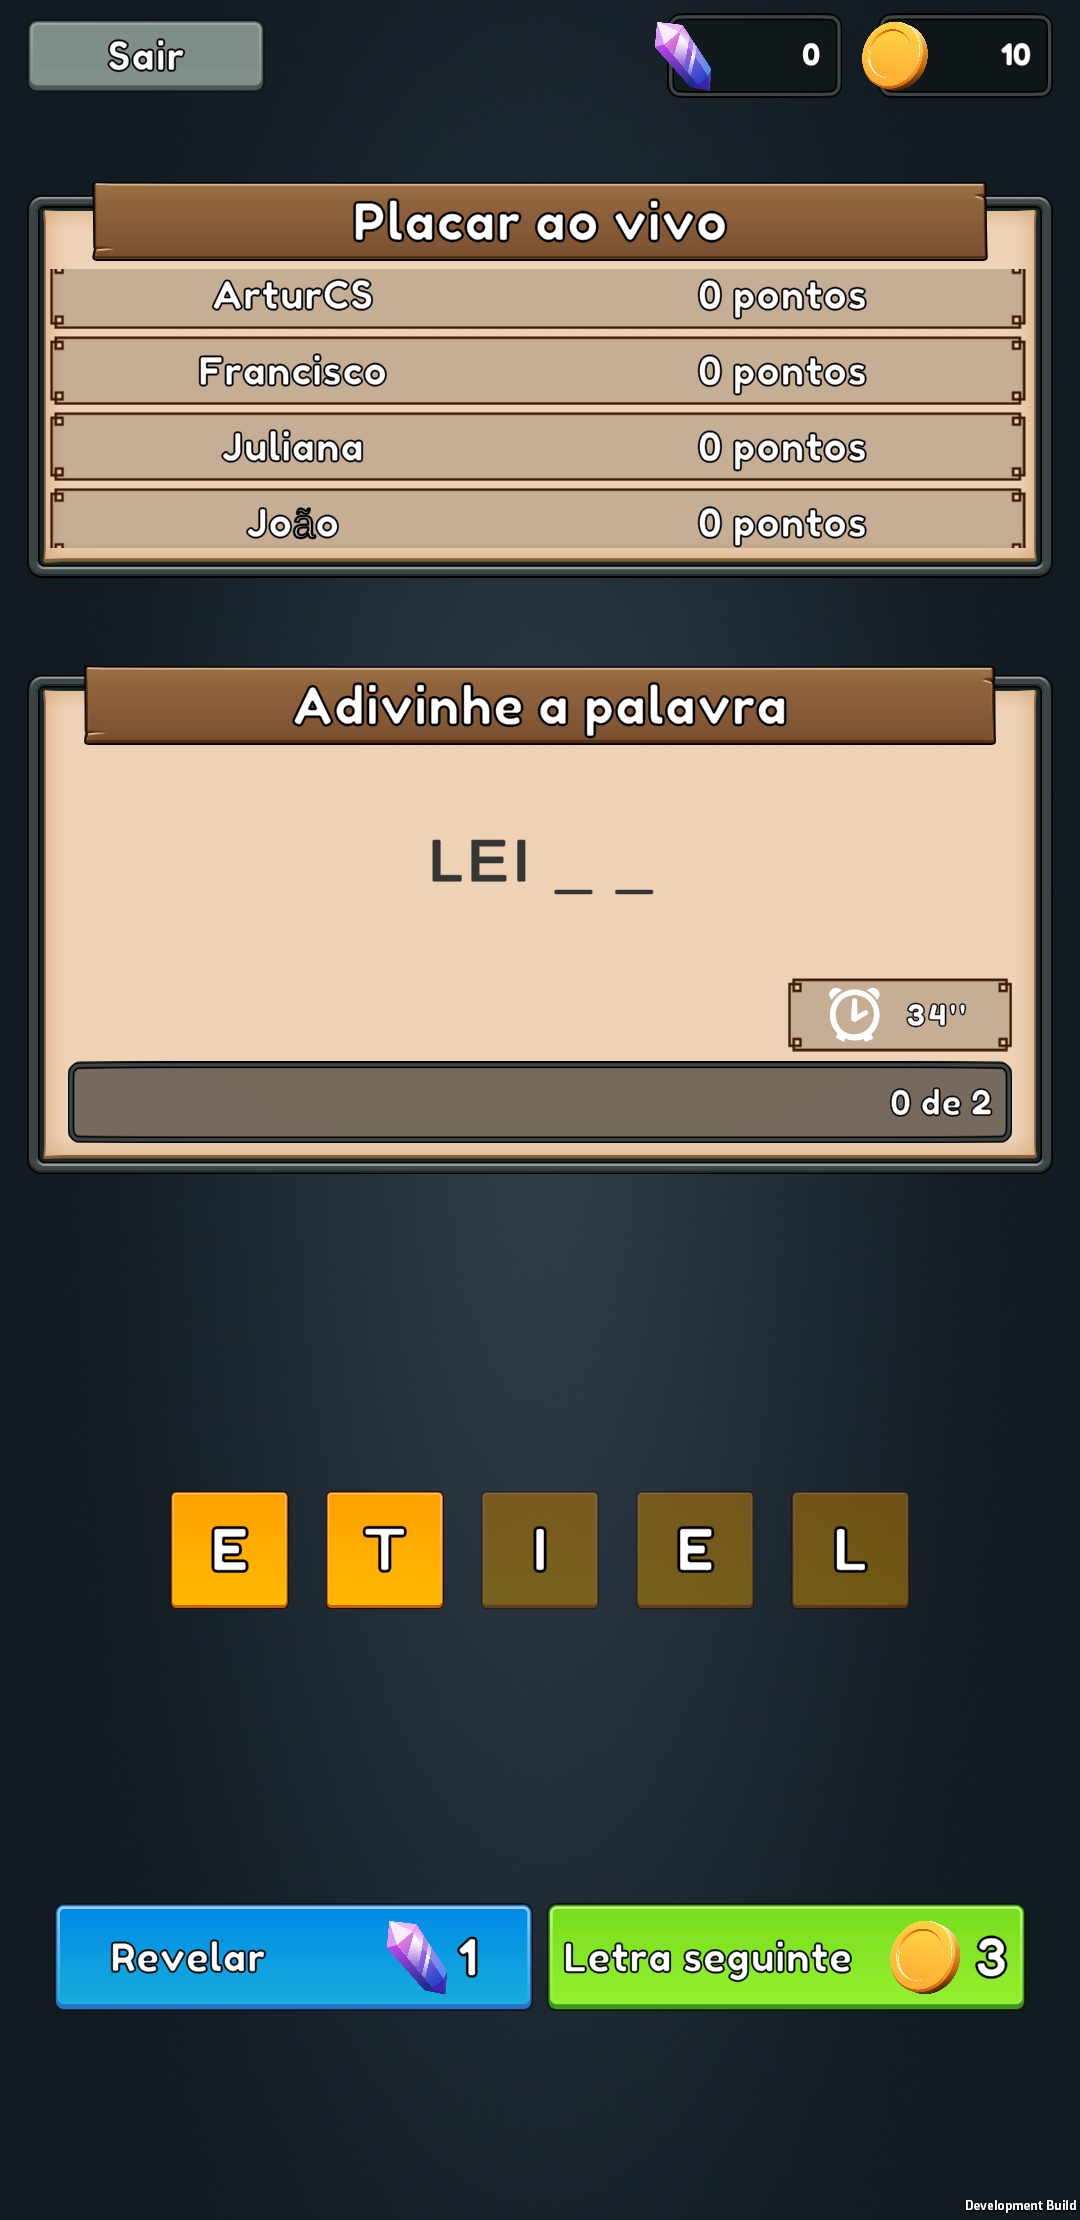 Sair
0
10
Placar ao vivo
ArturCS 0 pontos
Francisco 0 pontos
Juliana 0 pontos
João 0 pontos
Adivinhe a palavra
LEI _ _
34''
0 de 2
E T I E L
Revelar 1
Letra seguinte 3
Development Build